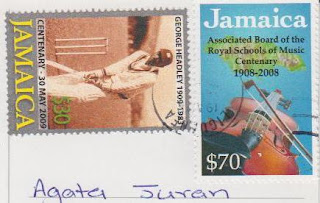 JAMAICA
CENTENARY - 30 MAY 2009
$30
GEORGE HEADLEY 1909-1983
Jamaica
Associated Board of the
Royal Schools of Music
Centenary
1908-2008
$70
Agata Juran